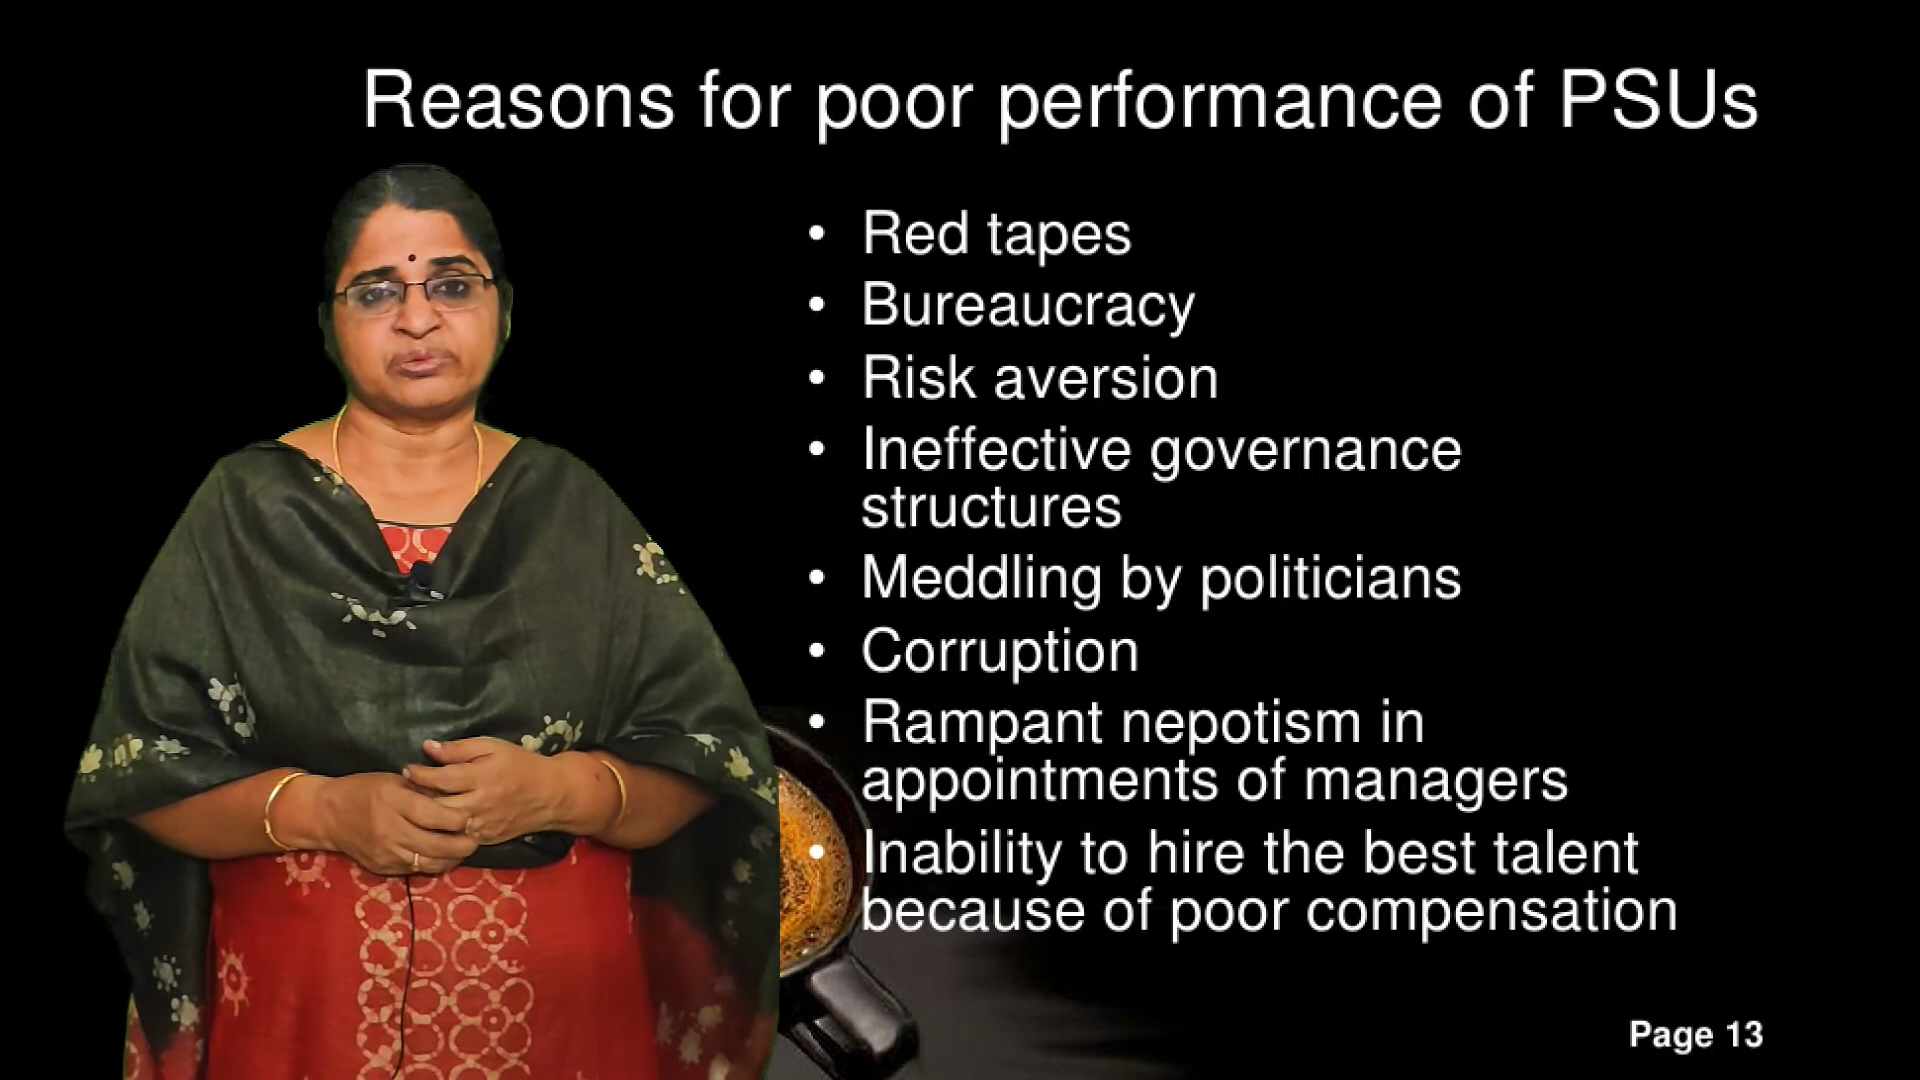 Reasons for poor performance of PSUs
• Red tapes
• Bureaucracy
• Risk aversion
• Ineffective governance
structures
• Meddling by politicians
• Corruption
• Rampant nepotism in
appointments of managers
• Inability to hire the best talent
because of poor compensation
Page 13